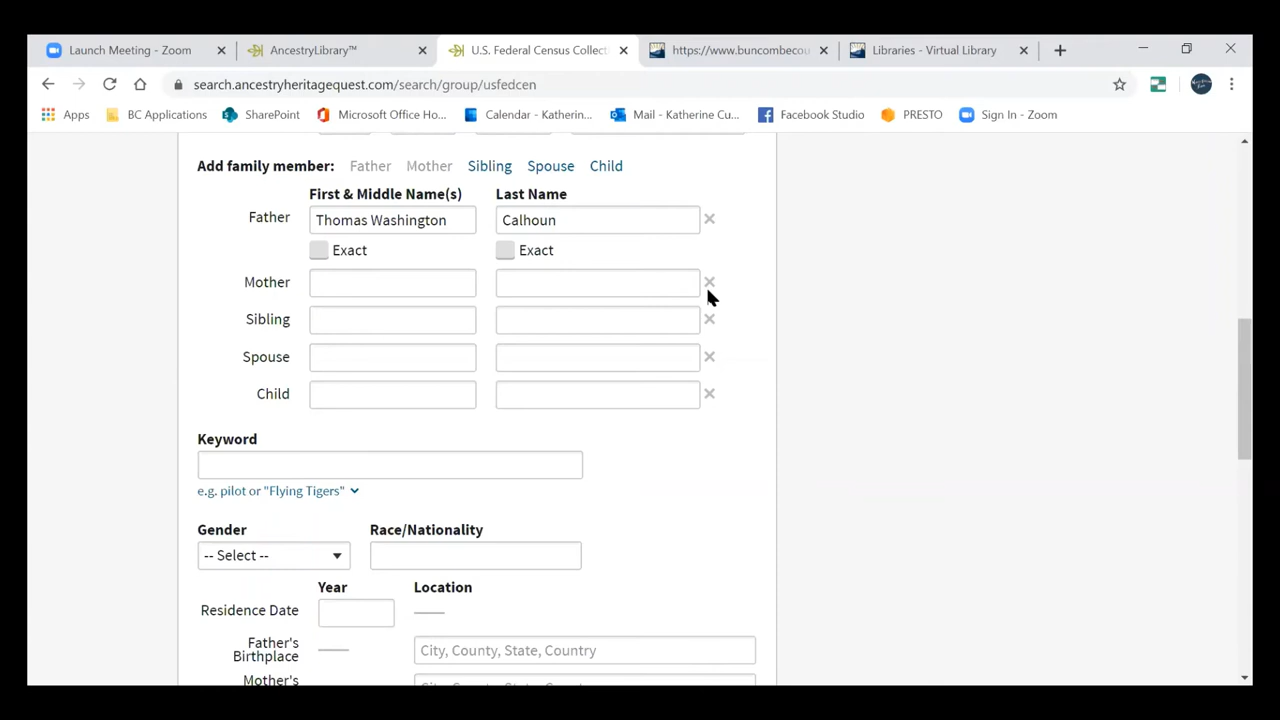 Launch Meeting - Zoom
AncestryLibrary™
U.S. Federal Census Collecti
https://www.buncombecou
Libraries - Virtual Library
search.ancestryheritagequest.com/search/group/usfedcen
Apps
BC Applications
SharePoint
Microsoft Office Ho...
Calendar - Katherin...
Mail - Katherine Cu...
Facebook Studio
PRESTO
Sign In - Zoom
Add family member: Father Mother Sibling Spouse Child
First & Middle Name(s) Last Name
Father Thomas Washington Calhoun
Exact Exact
Mother
Sibling
Spouse
Child
Keyword
e.g. pilot or "Flying Tigers"
Gender Race/Nationality
-- Select --
Year Location
Residence Date
Father's
Birthplace City, County, State, Country
Mother's